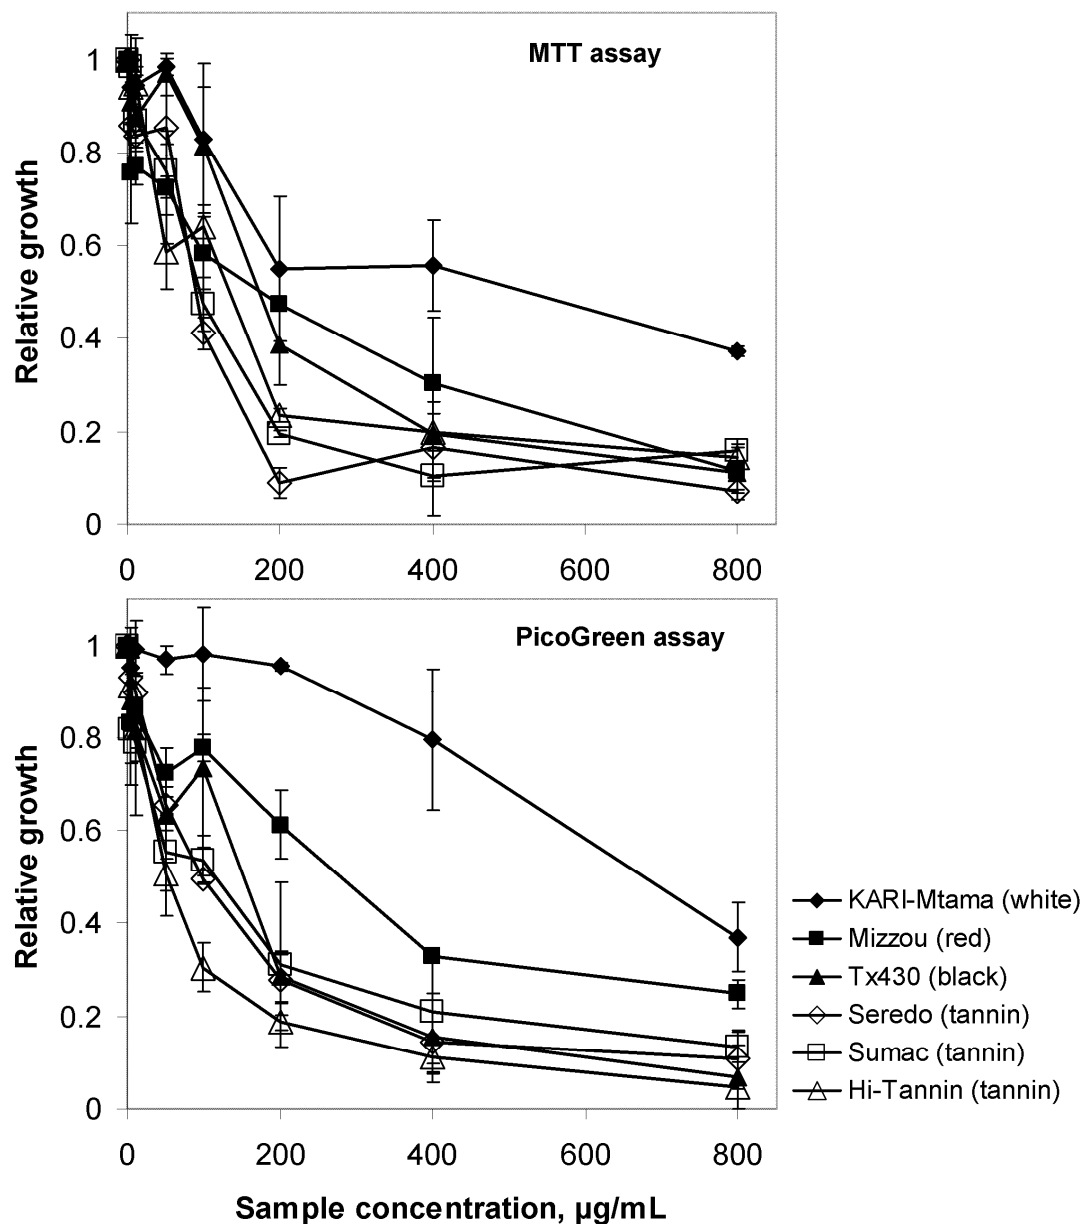 MTT assay
1
0.8
0.6
0.4
0.2
0
Relative growth
0 200 400 600 800
PicoGreen assay
1
0.8
0.6
0.4
0.2
0
Relative growth
0 200 400 600 800
Sample concentration, µg/mL
KARI-Mtama (white)
Mizzou (red)
Tx430 (black)
Seredo (tannin)
Sumac (tannin)
Hi-Tannin (tannin)